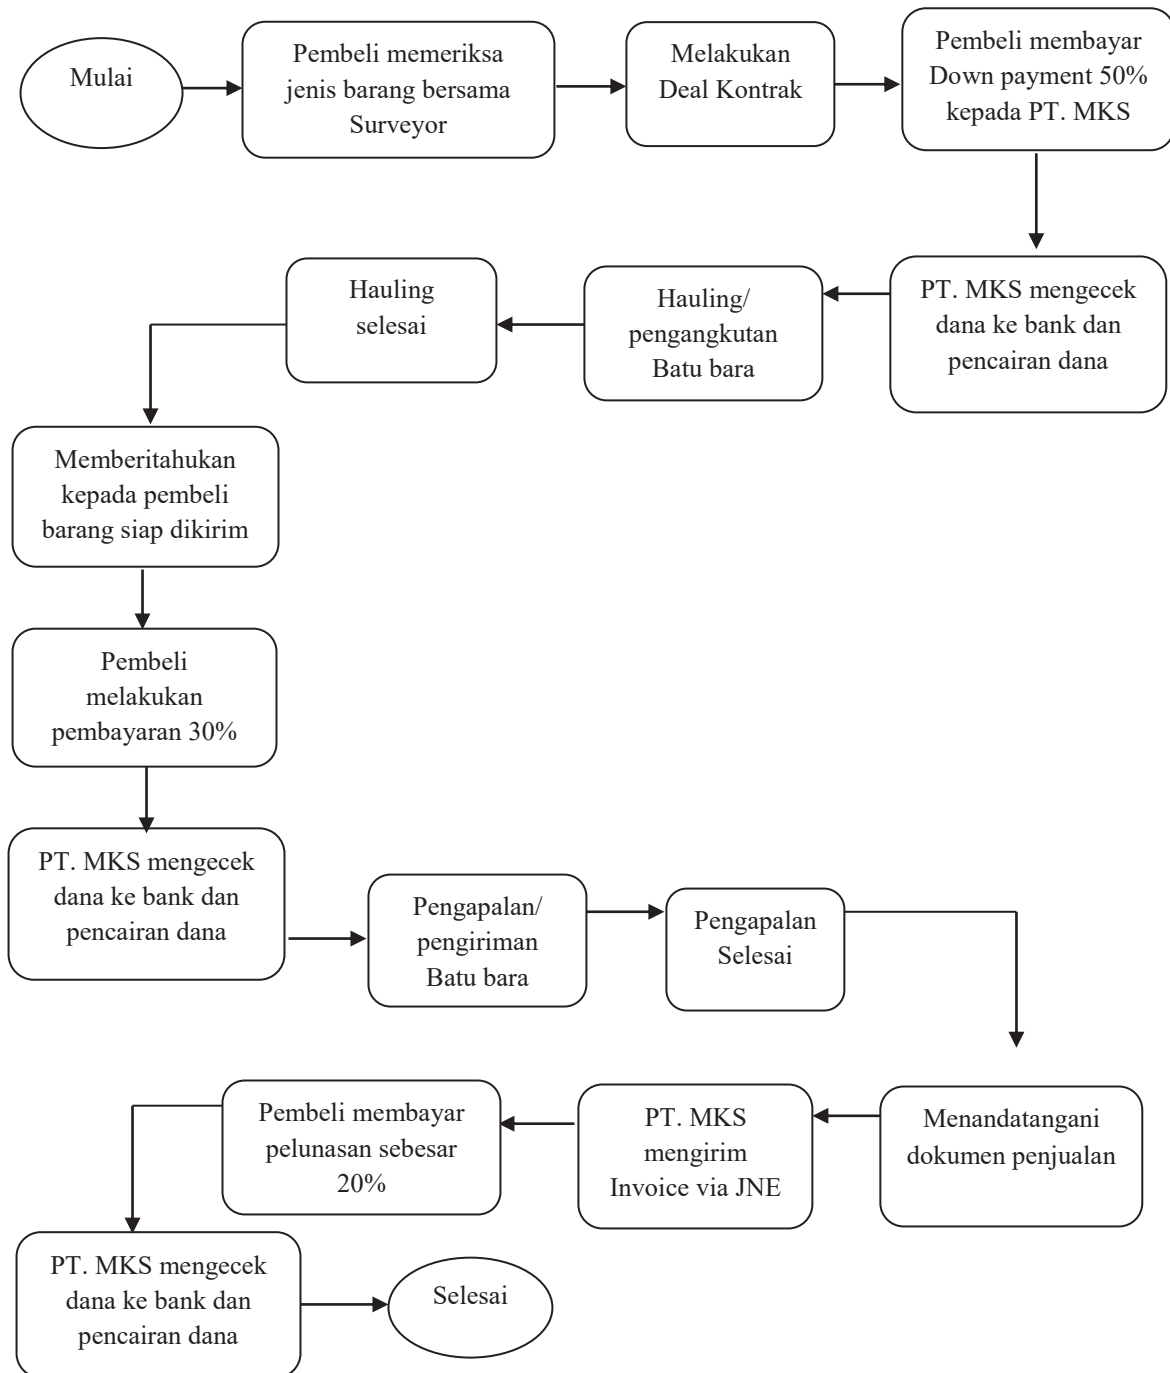 Mulai
Pembeli memeriksa
jenis barang bersama
Surveyor
Melakukan
Deal Kontrak
Pembeli membayar
Down payment 50%
kepada PT. MKS
PT. MKS mengecek
dana ke bank dan
pencairan dana
Hauling/
pengangkutan
Batu bara
Hauling
selesai
Memberitahukan
kepada pembeli
barang siap dikirim
Pembeli
melakukan
pembayaran 30%
PT. MKS mengecek
dana ke bank dan
pencairan dana
Pengapalan/
pengiriman
Batu bara
Pengapalan
Selesai
Menandatangani
dokumen penjualan
PT. MKS
mengirim
Invoice via JNE
Pembeli membayar
pelunasan sebesar
20%
PT. MKS mengecek
dana ke bank dan
pencairan dana
Selesai